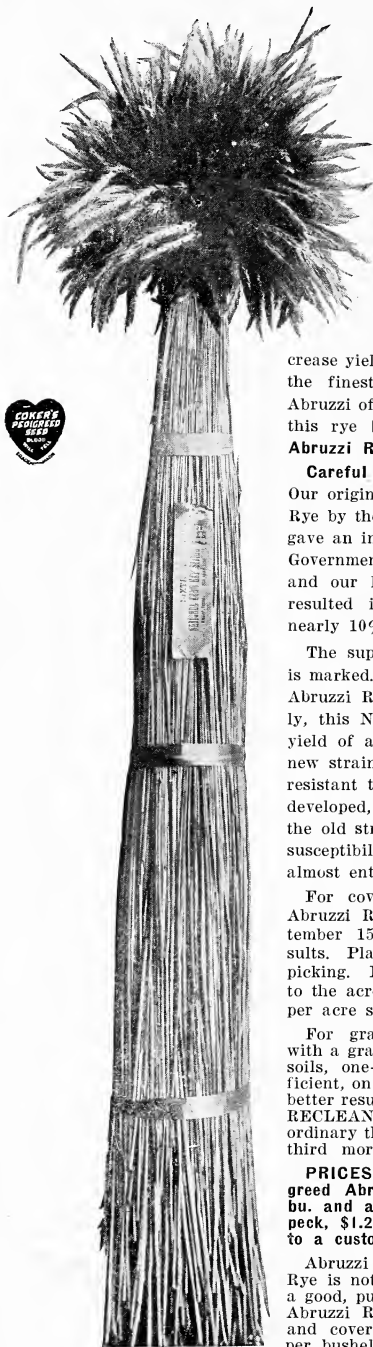 COKER'S
PEDIGREED
SEED
BLOOD
WILL TELL
crease yiel
the finest
Abruzzi of
this rye
Abruzzi R
Careful
Our origin
Rye by the
gave an in
Governmen
and our
resulted i
nearly 10
The sup
is marked.
Abruzzi R
ly, this N
yield of a
new strain
resistant t
developed,
the old str
susceptibil
almost ent
For cov
Abruzzi R
tember 15
sults. Pla
picking.
to the acre
per acre s
For gra
with a gra
soils, one-
ficient, on
better resu
RECLEAN
ordinary th
third mor
PRICES
greed Abr
bu. and a
peck, $1.2
to a custo
Abruzzi
Rye is not
a good, pu
Abruzzi R
and cover
per bushel